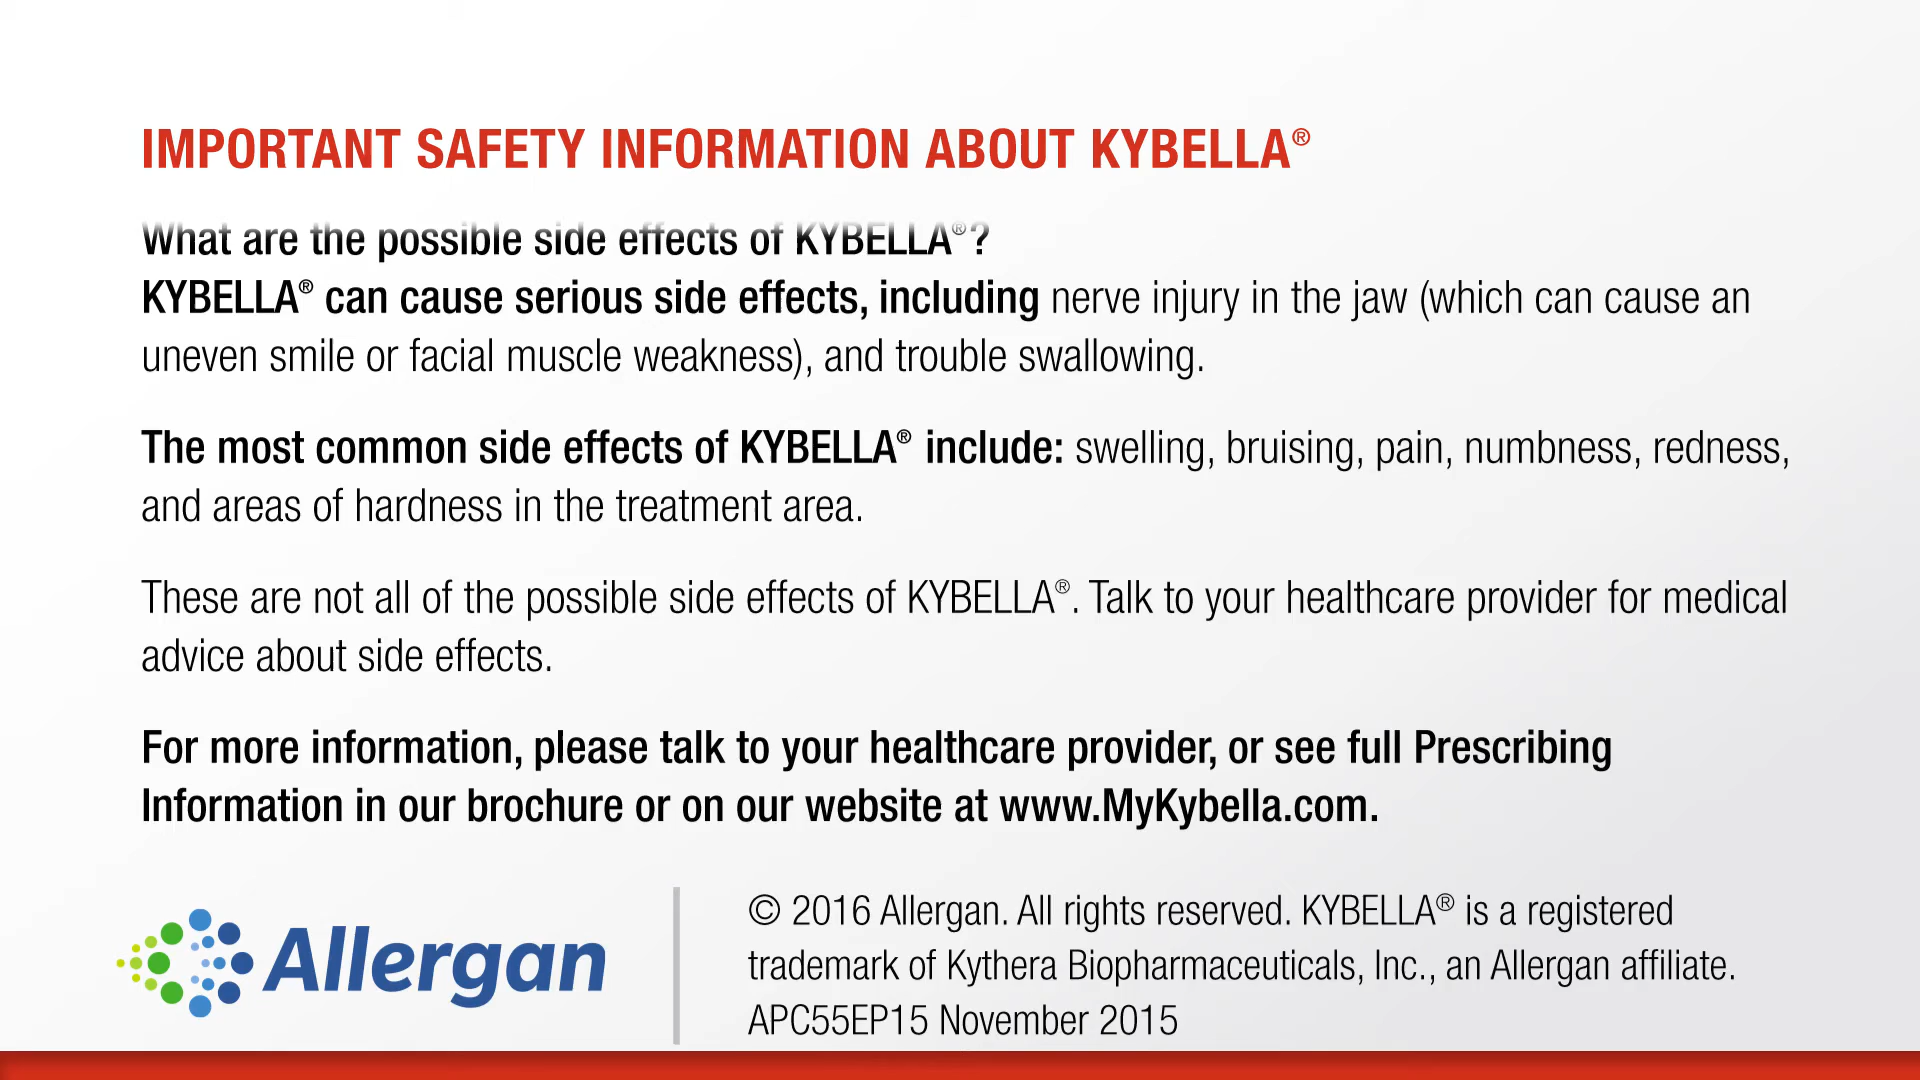 IMPORTANT SAFETY INFORMATION ABOUT KYBELLA®
What are the possible side effects of KYBELLA®?
KYBELLA® can cause serious side effects, including nerve injury in the jaw (which can cause an
uneven smile or facial muscle weakness), and trouble swallowing.
The most common side effects of KYBELLA® include: swelling, bruising, pain, numbness, redness,
and areas of hardness in the treatment area.
These are not all of the possible side effects of KYBELLA®. Talk to your healthcare provider for medical
advice about side effects.
For more information, please talk to your healthcare provider, or see full Prescribing
Information in our brochure or on our website at www.MyKybella.com.
Allergan
© 2016 Allergan. All rights reserved. KYBELLA® is a registered
trademark of Kythera Biopharmaceuticals, Inc., an Allergan affiliate.
APC55EP15 November 2015